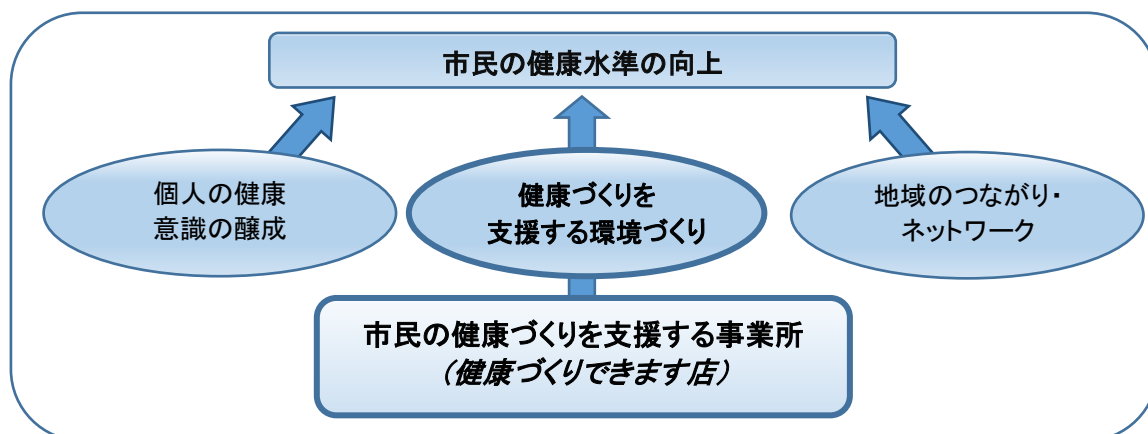 市民の健康水準の向上
個人の健康
意識の醸成
健康づくりを
支援する環境づくり
地域のつながり・
ネットワーク
市民の健康づくりを支援する事業所
（健康づくりできます店）